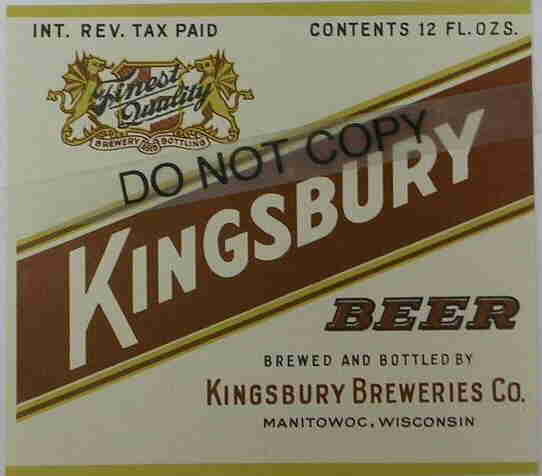 INT. REV. TAX PAID
CONTENTS 12 FL. OZS.
Finest
Quality
BREWERY BOTTLING
DO NOT COPY
KINGSBURY
BEER
BREWED AND BOTTLED BY
KINGSBURY BREWERIES CO.
MANITOWOC, WISCONSIN